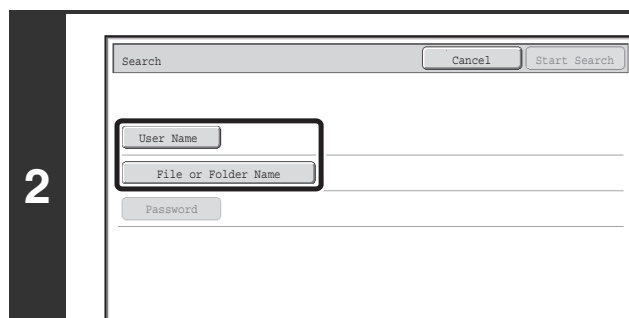 2
Search Cancel Start Search
User Name
File or Folder Name
Password